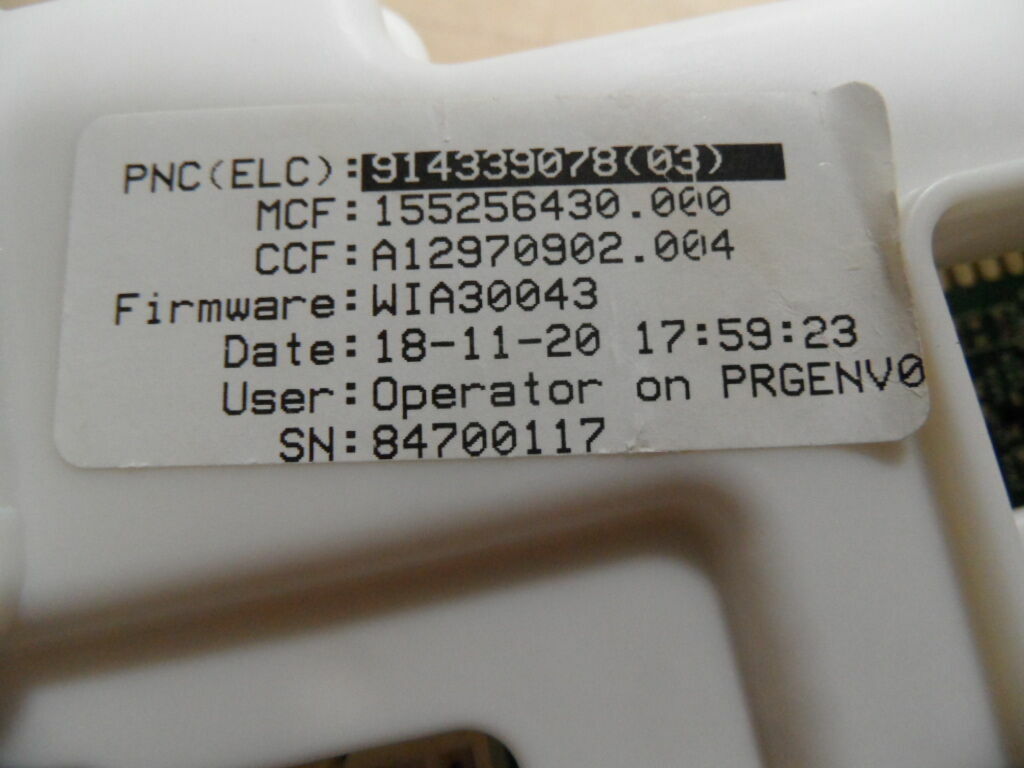 PNC(ELC):914339078(03)
MCF:155256430.000
CCF:A12970902.004
Firmware:WIA30043
Date:18-11-20 17:59:23
User:Operator on PRGENV0
SN:84700117